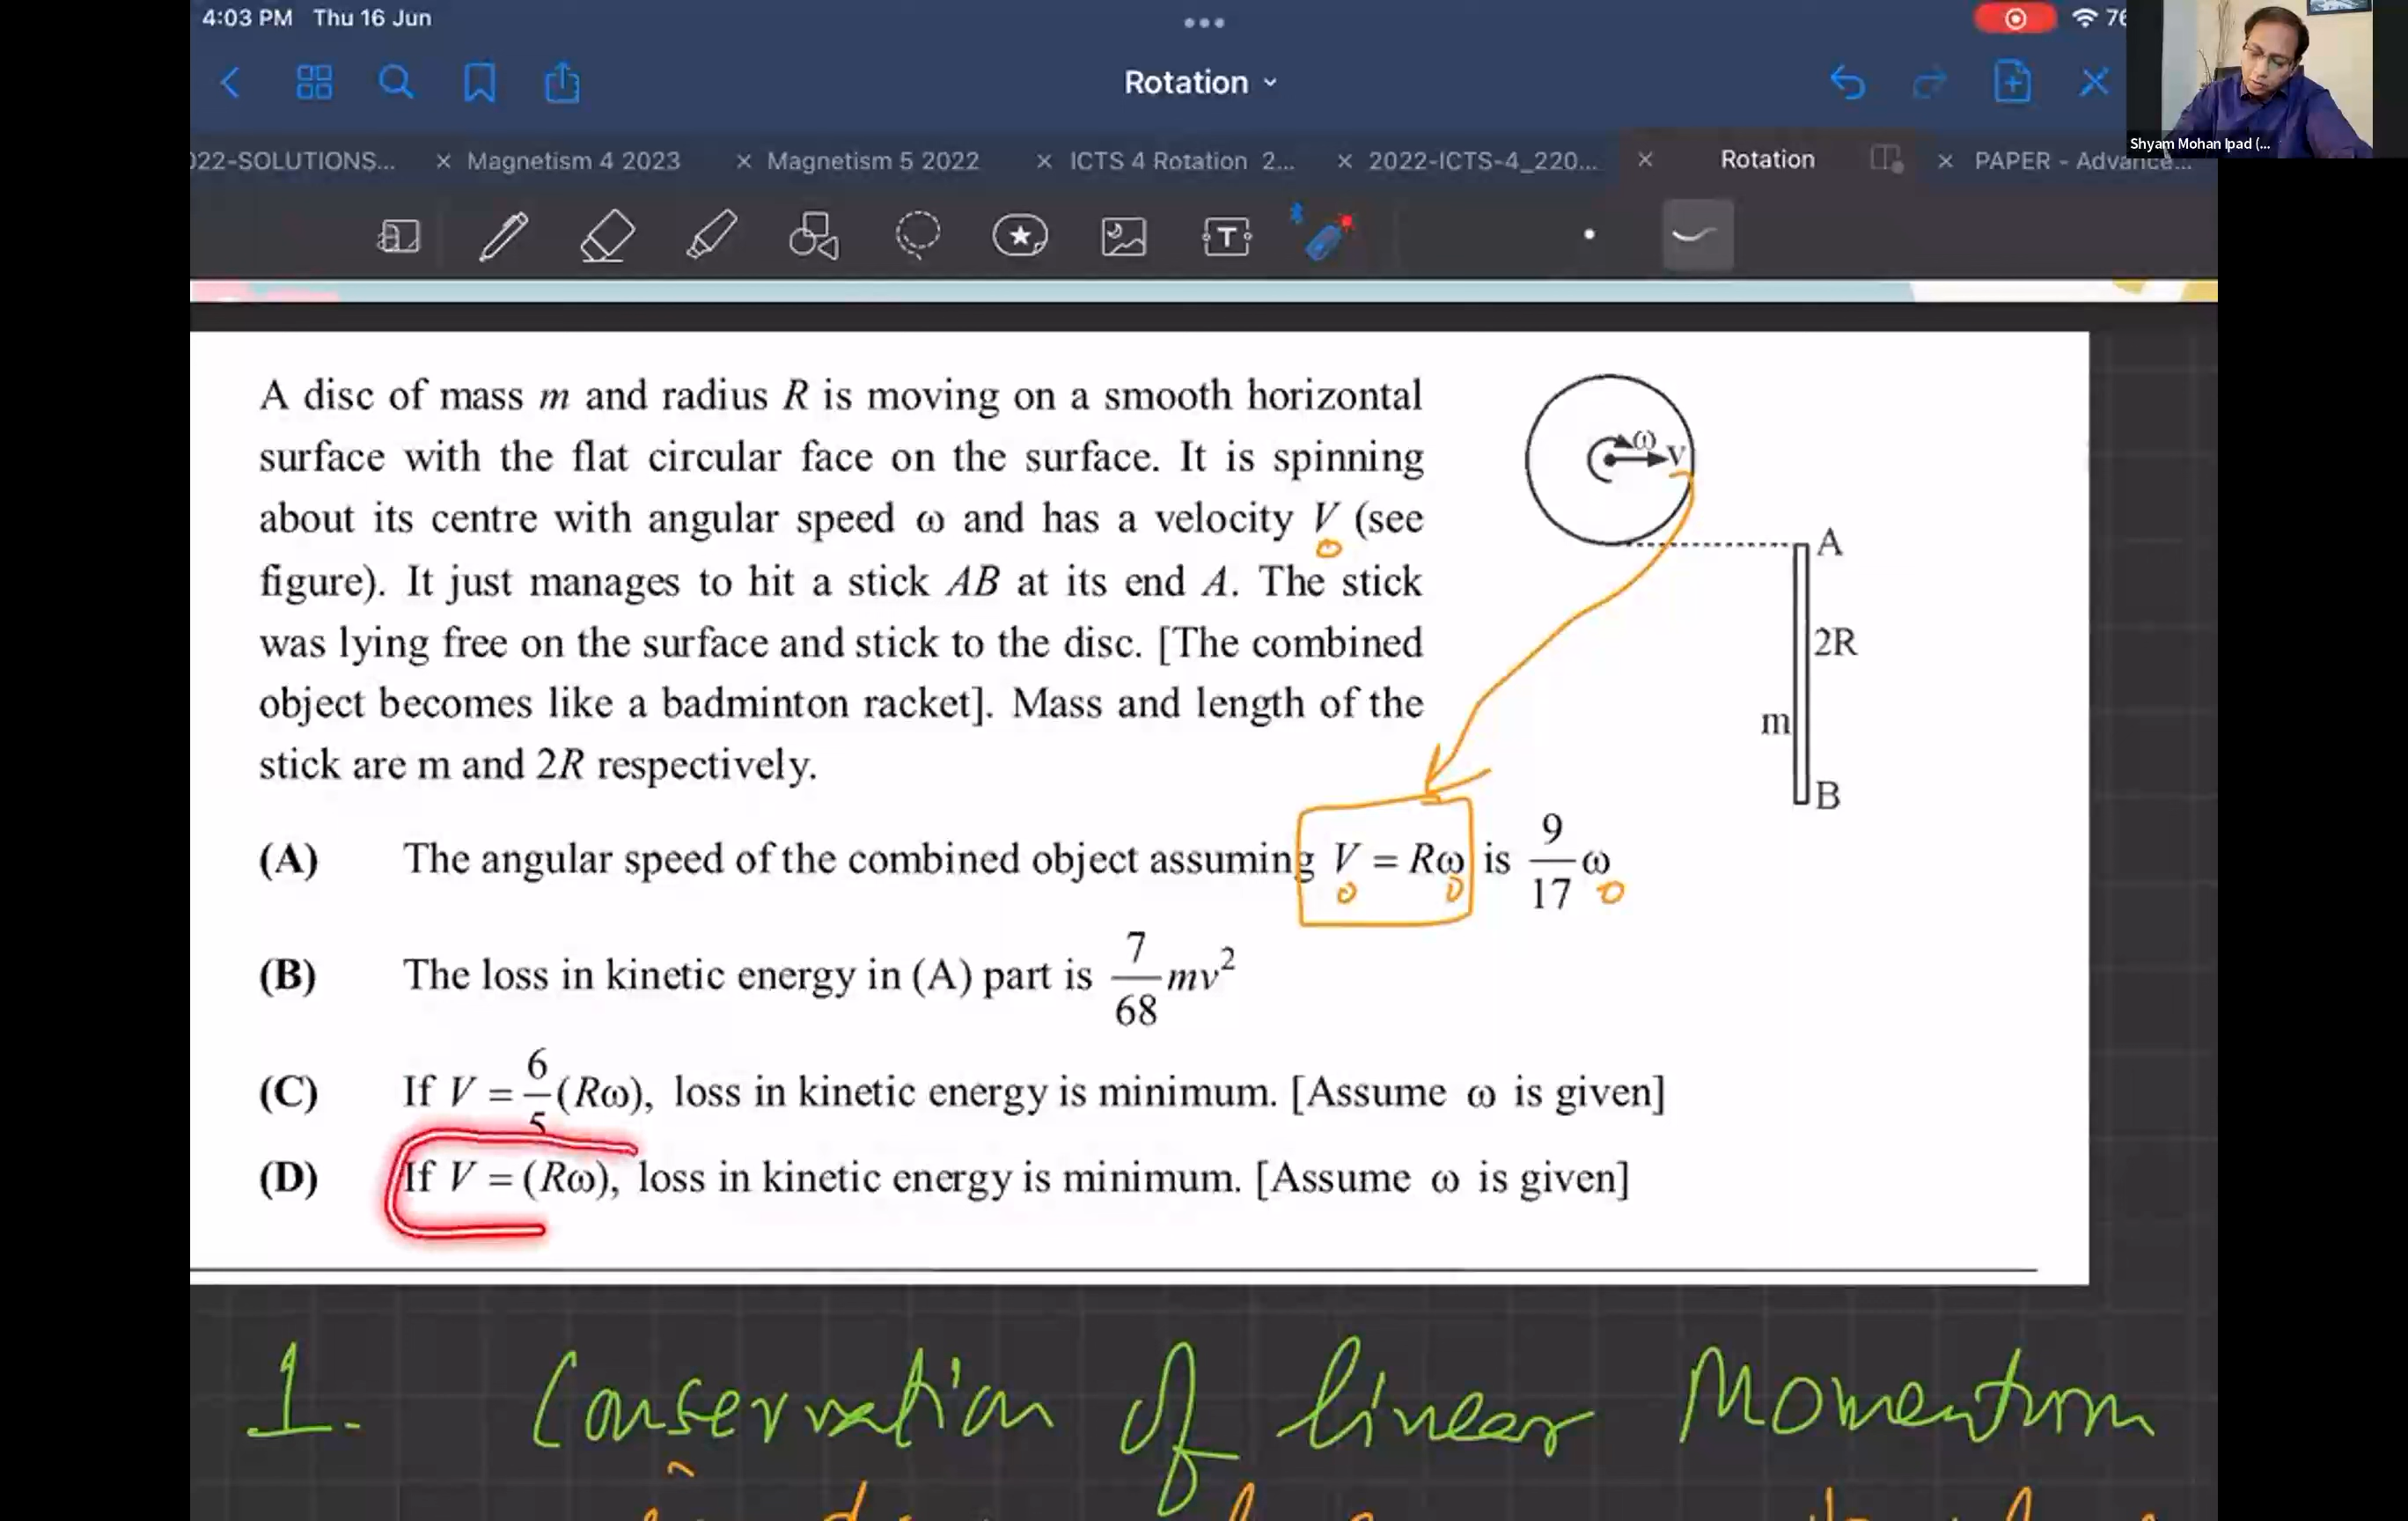 4:03 PM Thu 16 Jun
Rotation
022-SOLUTIONS... × Magnetism 4 2023 × Magnetism 5 2022 × ICTS 4 Rotation 2... × 2022-ICTS-4_220... × Rotation × PAPER - Advance...
Shyam Mohan Ipad (...
T
A disc of mass m and radius R is moving on a smooth horizontal
surface with the flat circular face on the surface. It is spinning
about its centre with angular speed ω and has a velocity V (see
figure). It just manages to hit a stick AB at its end A. The stick
was lying free on the surface and stick to the disc. [The combined
object becomes like a badminton racket]. Mass and length of the
stick are m and 2R respectively.
ω
v
A
2R
m
B
(A) The angular speed of the combined object assuming V₀ = Rω₀ is 9/17 ω₀
(B) The loss in kinetic energy in (A) part is 7/68 mv²
(C) If V = 6/5 (Rω), loss in kinetic energy is minimum. [Assume ω is given]
(D) If V = (Rω), loss in kinetic energy is minimum. [Assume ω is given]
1. Conservation of linear Momentum